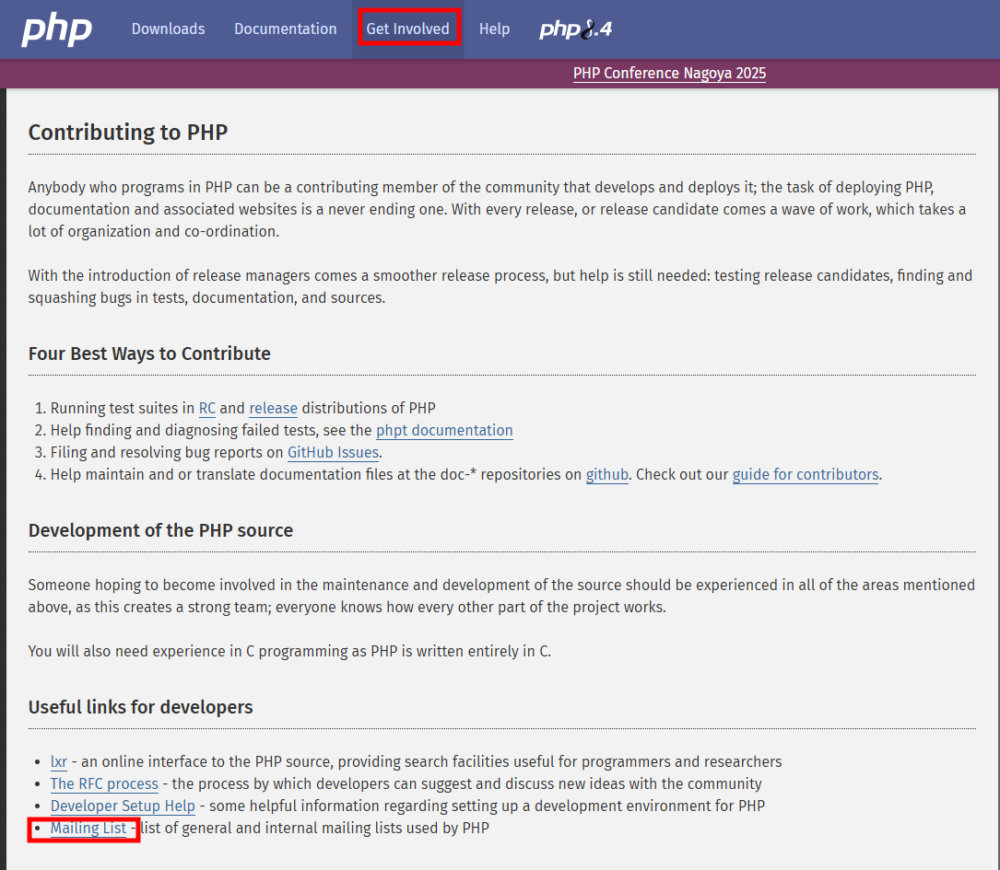 php Downloads Documentation Get Involved Help php8.4
PHP Conference Nagoya 2025
Contributing to PHP
Anybody who programs in PHP can be a contributing member of the community that develops and deploys it; the task of deploying PHP,
documentation and associated websites is a never ending one. With every release, or release candidate comes a wave of work, which takes a
lot of organization and co-ordination.
With the introduction of release managers comes a smoother release process, but help is still needed: testing release candidates, finding and
squashing bugs in tests, documentation, and sources.
Four Best Ways to Contribute
1. Running test suites in RC and release distributions of PHP
2. Help finding and diagnosing failed tests, see the phpt documentation
3. Filing and resolving bug reports on GitHub Issues.
4. Help maintain and or translate documentation files at the doc-* repositories on github. Check out our guide for contributors.
Development of the PHP source
Someone hoping to become involved in the maintenance and development of the source should be experienced in all of the areas mentioned
above, as this creates a strong team; everyone knows how every other part of the project works.
You will also need experience in C programming as PHP is written entirely in C.
Useful links for developers
• lxr - an online interface to the PHP source, providing search facilities useful for programmers and researchers
• The RFC process - the process by which developers can suggest and discuss new ideas with the community
• Developer Setup Help - some helpful information regarding setting up a development environment for PHP
• Mailing List - list of general and internal mailing lists used by PHP